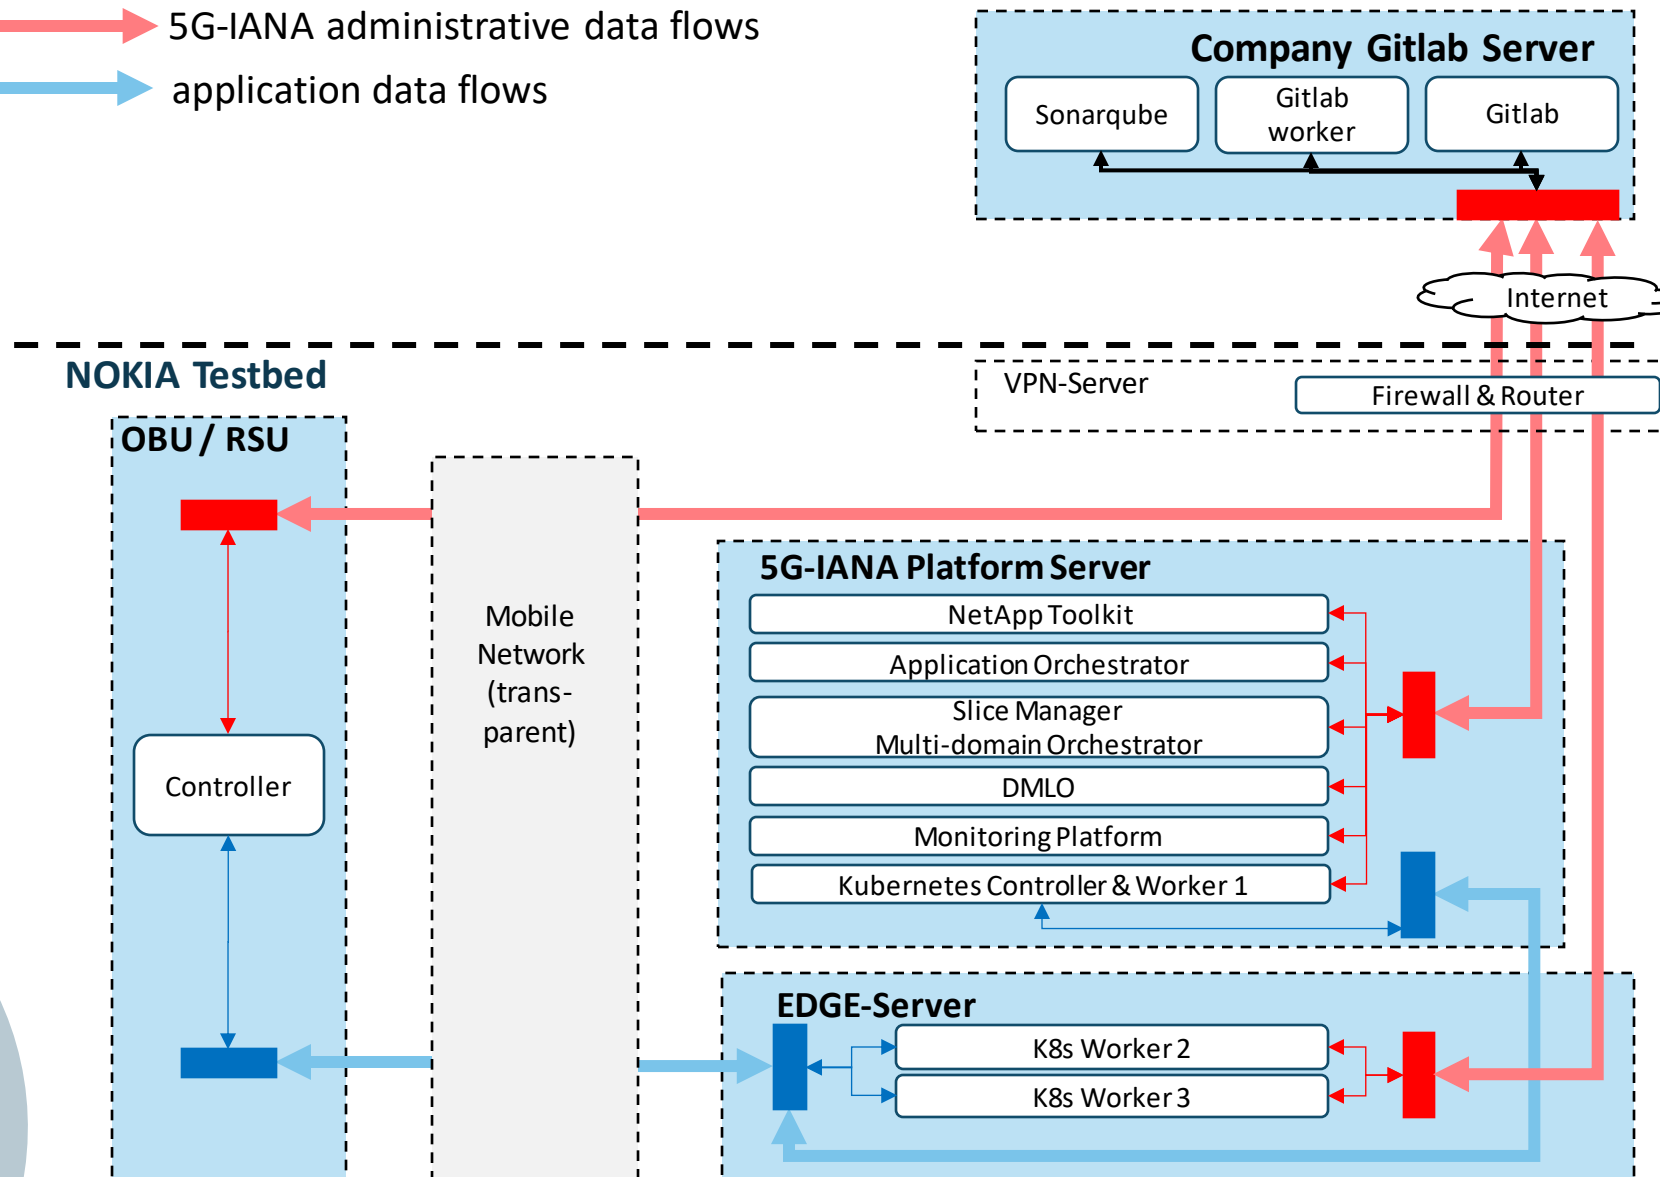 5G-IANA administrative data flows
application data flows
Company Gitlab Server
Sonarqube
Gitlab
worker
Gitlab
Internet
NOKIA Testbed
VPN-Server
Firewall & Router
OBU / RSU
Mobile
Network
(trans-
parent)
Controller
5G-IANA Platform Server
NetApp Toolkit
Application Orchestrator
Slice Manager
Multi-domain Orchestrator
DMLO
Monitoring Platform
Kubernetes Controller & Worker 1
EDGE-Server
K8s Worker 2
K8s Worker 3